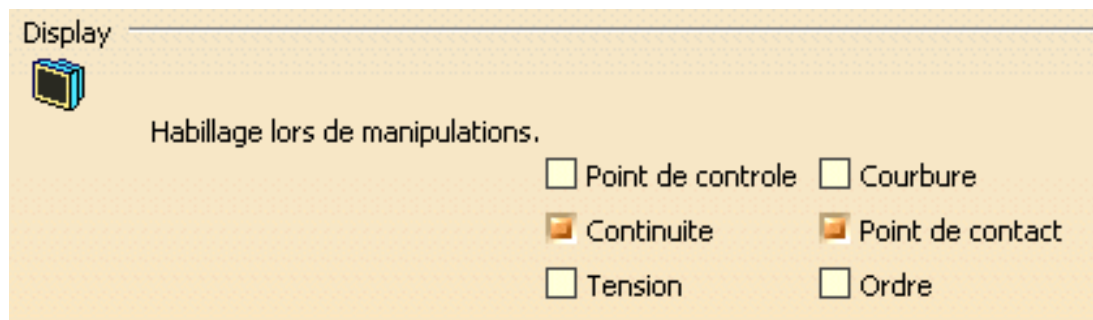 Display
Habillage lors de manipulations.
Point de controle Courbure
Continuite Point de contact
Tension Ordre